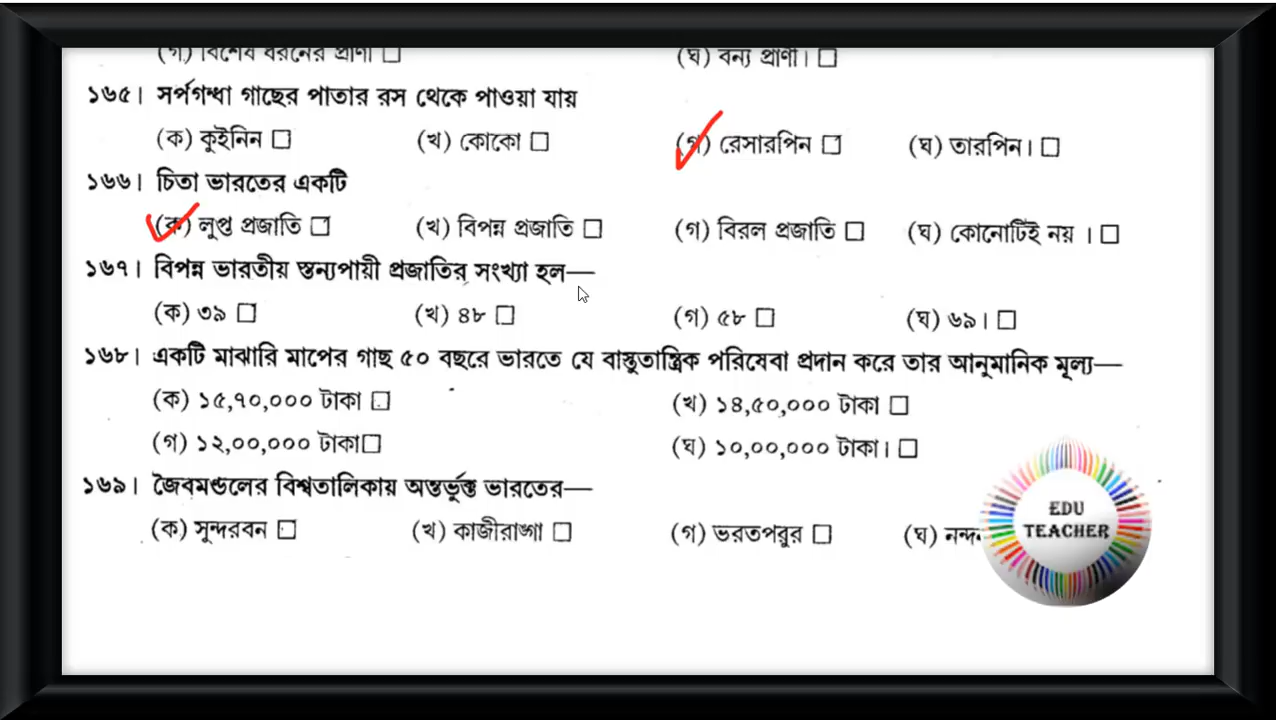 (গ) বিশেষ ধরনের প্রাণী □ (ঘ) বন্য প্রাণী। □
১৬৫। সর্পগন্ধা গাছের পাতার রস থেকে পাওয়া যায়
(ক) কুইনিন □ (খ) কোকো □ (গ) রেসারপিন □ (ঘ) তারপিন। □
১৬৬। চিতা ভারতের একটি
(ক) লুপ্ত প্রজাতি □ (খ) বিপন্ন প্রজাতি □ (গ) বিরল প্রজাতি □ (ঘ) কোনোটিই নয় । □
১৬৭। বিপন্ন ভারতীয় স্তন্যপায়ী প্রজাতির সংখ্যা হল—
(ক) ৩৯ □ (খ) ৪৮ □ (গ) ৫৮ □ (ঘ) ৬৯। □
১৬৮। একটি মাঝারি মাপের গাছ ৫০ বছরে ভারতে যে বাস্তুতান্ত্রিক পরিষেবা প্রদান করে তার আনুমানিক মূল্য—
(ক) ১৫,৭০,০০০ টাকা □ (খ) ১৪,৫০,০০০ টাকা □
(গ) ১২,০০,০০০ টাকা□ (ঘ) ১০,০০,০০০ টাকা। □
১৬৯। জৈবমণ্ডলের বিশ্বতালিকায় অন্তর্ভুক্ত ভারতের—
(ক) সুন্দরবন □ (খ) কাজীরাঙ্গা □ (গ) ভরতপুর □ (ঘ)
EDU
TEACHER